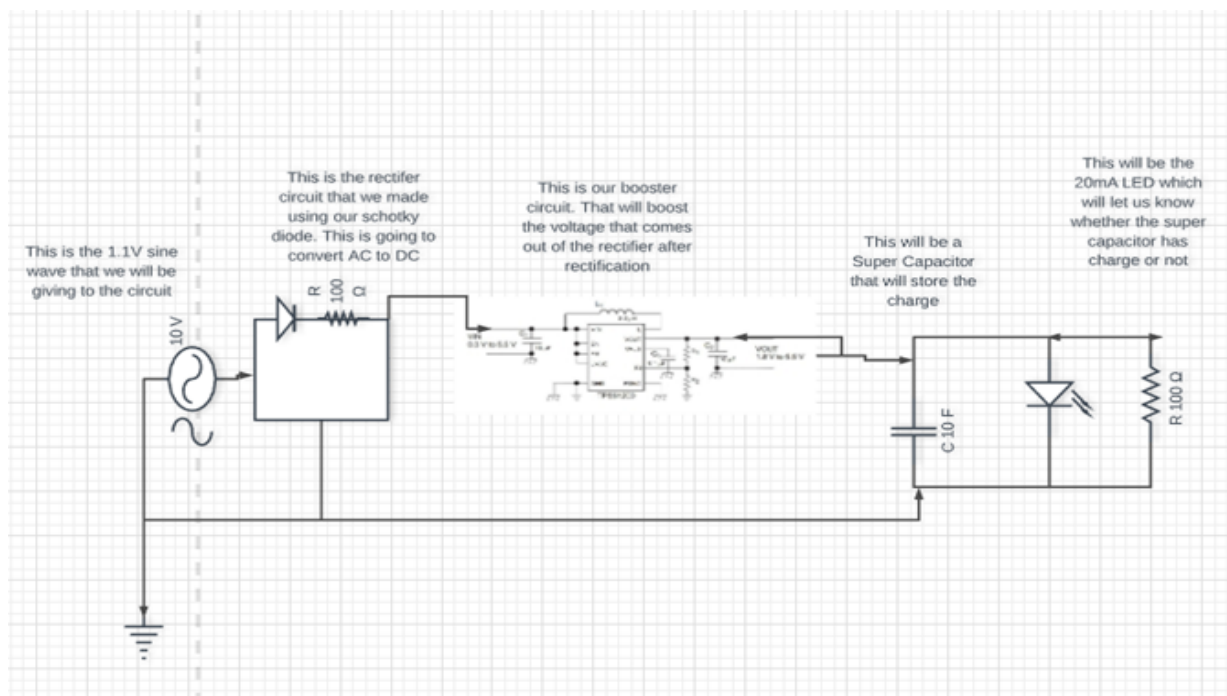 This is the 1.1V sine
wave that we will be
giving to the circuit
10 V
This is the rectifer
circuit that we made
using our schotky
diode. This is going to
convert AC to DC
R
100
Ω
This is our booster
circuit. That will boost
the voltage that comes
out of the rectifier after
rectification
VIN
VOUT
This will be a
Super Capacitor
that will store the
charge
C 10 F
This will be the
20mA LED which
will let us know
whether the super
capacitor has
charge or not
R 100 Ω